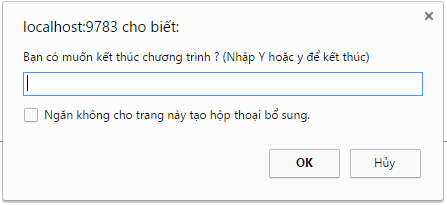 localhost:9783 cho biết:
Bạn có muốn kết thúc chương trình ? (Nhập Y hoặc y để kết thúc)
Ngăn không cho trang này tạo hộp thoại bổ sung.
OK
Hủy